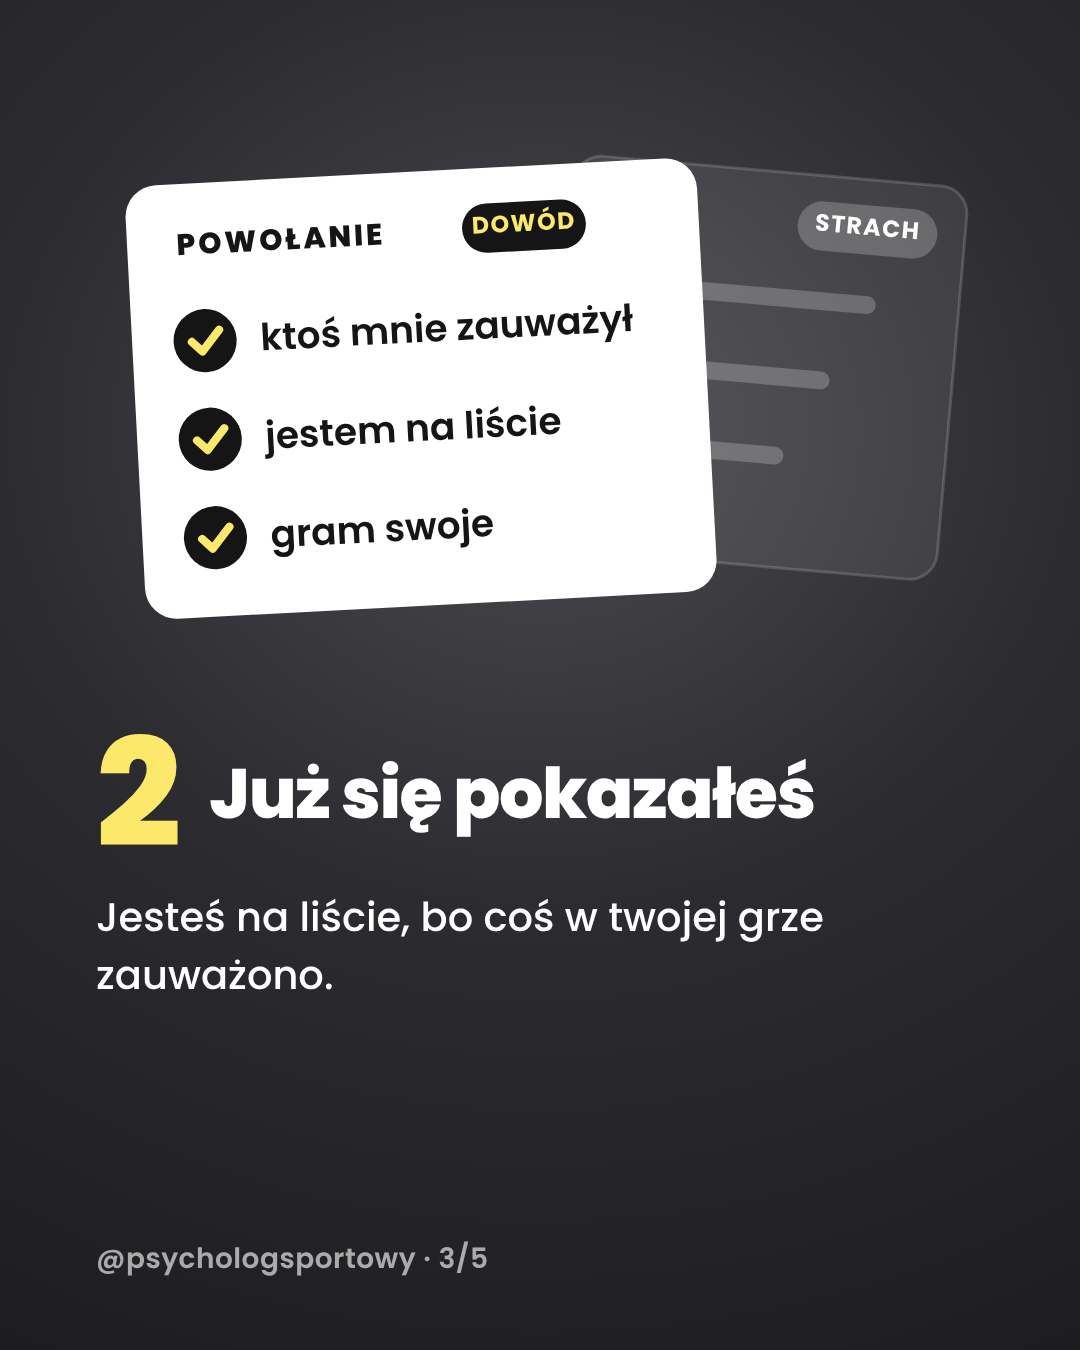 POWOŁANIE
DOWÓD
STRACH
ktoś mnie zauważył
jestem na liście
gram swoje
2 Już się pokazałeś
Jesteś na liście, bo coś w twojej grze
zauważono.
@psychologsportowy · 3/5